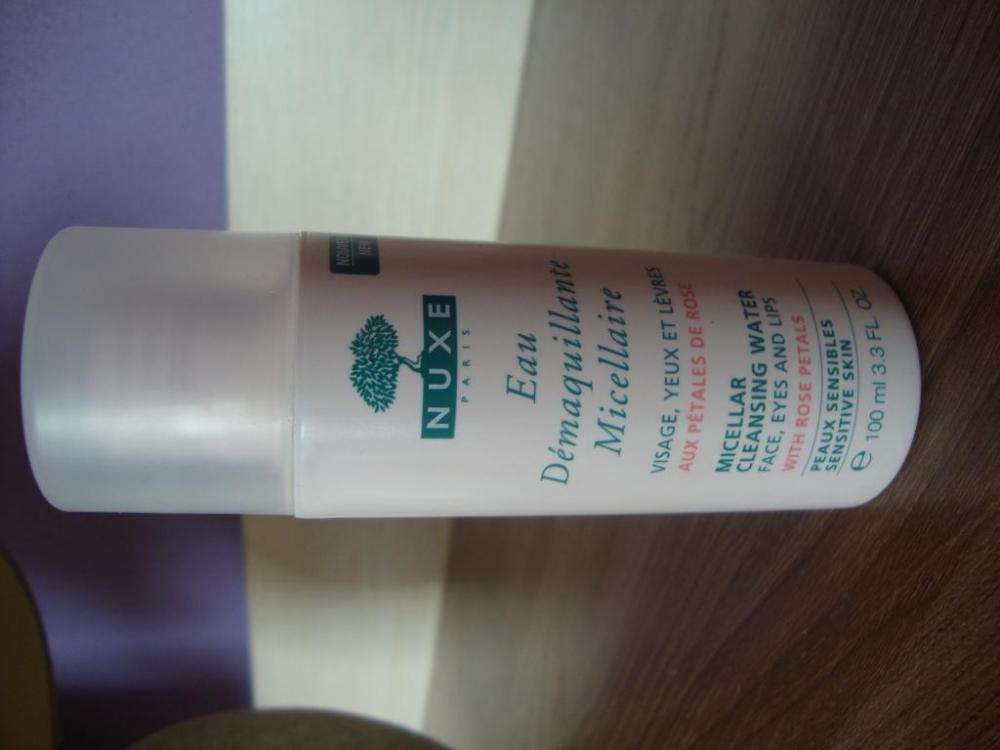 NEW
NUXE
PARIS
Eau
Démaquillante
Micellaire
VISAGE, YEUX ET LÈVRES
AUX PÉTALES DE ROSE
MICELLAR
CLEANSING WATER
FACE, EYES AND LIPS
WITH ROSE PETALS
PEAUX SENSIBLES
SENSITIVE SKIN
℮ 100 ml 3.3 FL. OZ